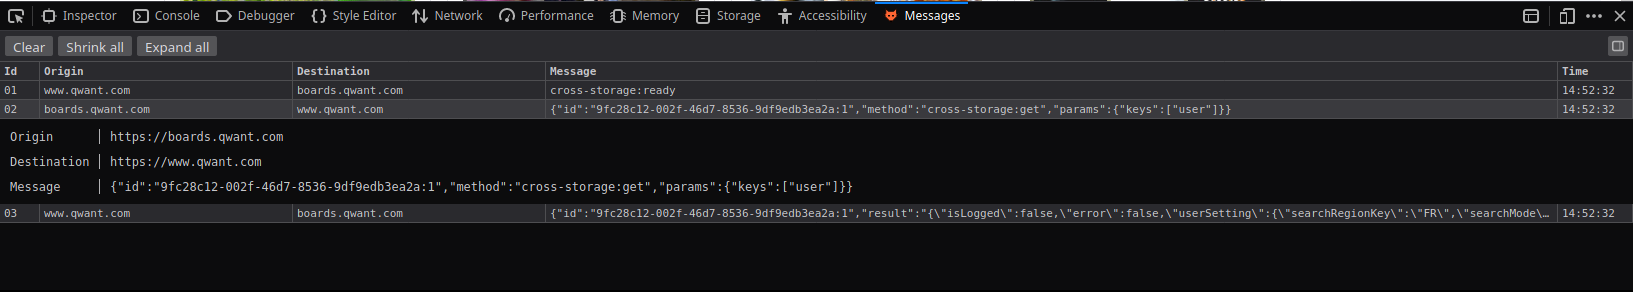 Inspector Console Debugger Style Editor Network Performance Memory Storage Accessibility Messages
Clear Shrink all Expand all
Id Origin Destination Message Time
01 www.qwant.com boards.qwant.com cross-storage:ready 14:52:32
02 boards.qwant.com www.qwant.com {"id":"9fc28c12-002f-46d7-8536-9df9edb3ea2a:1","method":"cross-storage:get","params":{"keys":["user"]}} 14:52:32
Origin https://boards.qwant.com
Destination https://www.qwant.com
Message {"id":"9fc28c12-002f-46d7-8536-9df9edb3ea2a:1","method":"cross-storage:get","params":{"keys":["user"]}}
03 www.qwant.com boards.qwant.com {"id":"9fc28c12-002f-46d7-8536-9df9edb3ea2a:1","result":"{\"isLogged\":false,\"error\":false,\"userSetting\":{\"searchRegionKey\":\"FR\",\"searchMode\… 14:52:32